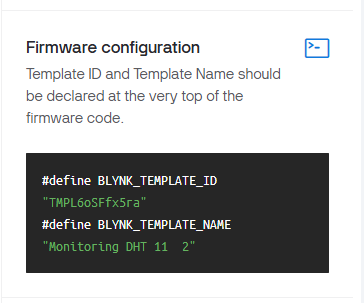 Firmware configuration
Template ID and Template Name should
be declared at the very top of the
firmware code.
#define BLYNK_TEMPLATE_ID
"TMPL6oSFfx5ra"
#define BLYNK_TEMPLATE_NAME
"Monitoring DHT 11  2"